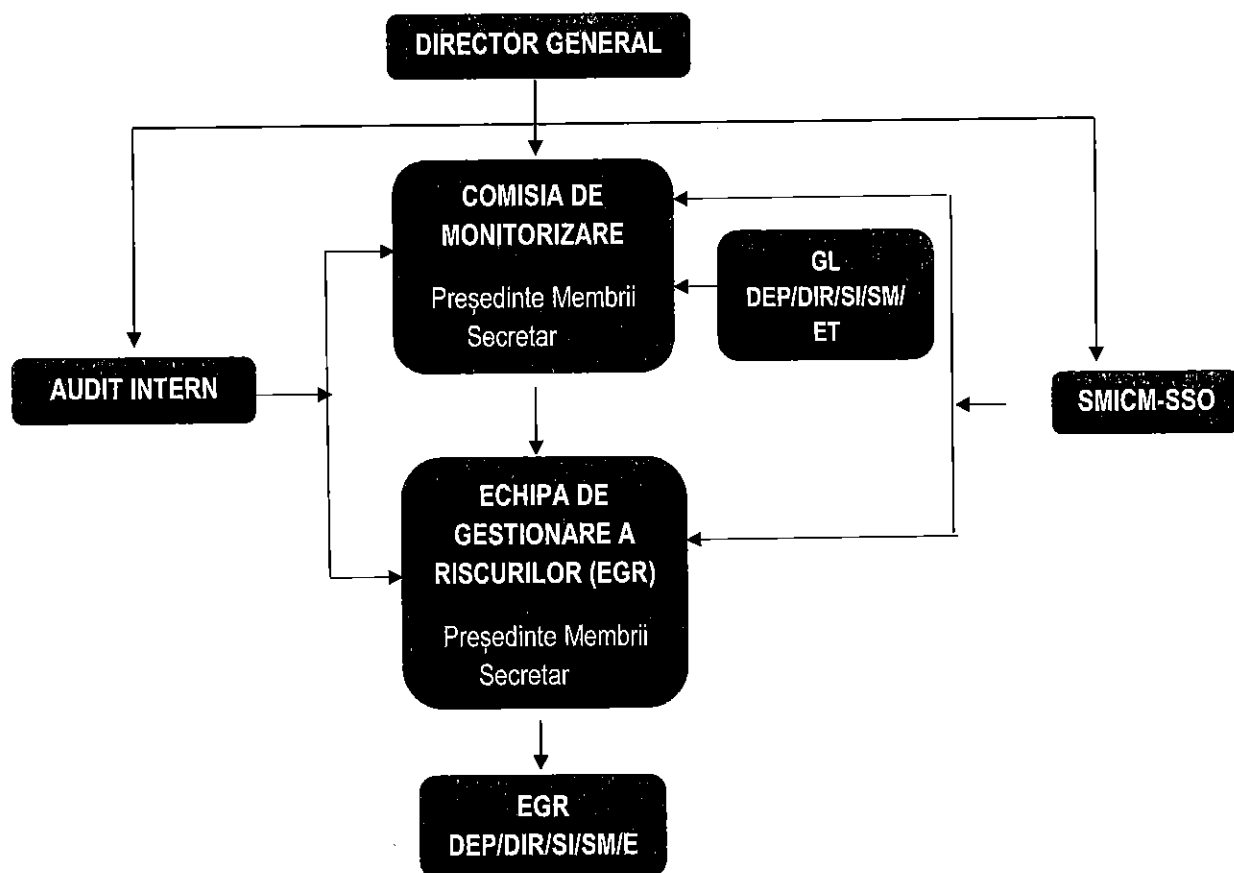 DIRECTOR GENERAL
COMISIA DE
MONITORIZARE
Președinte Membrii
Secretar
GL
DEP/DIR/SI/SM/
ET
AUDIT INTERN
SMICM-SSO
ECHIPA DE
GESTIONARE A
RISCURILOR (EGR)
Președinte Membrii
Secretar
EGR
DEP/DIR/SI/SM/E